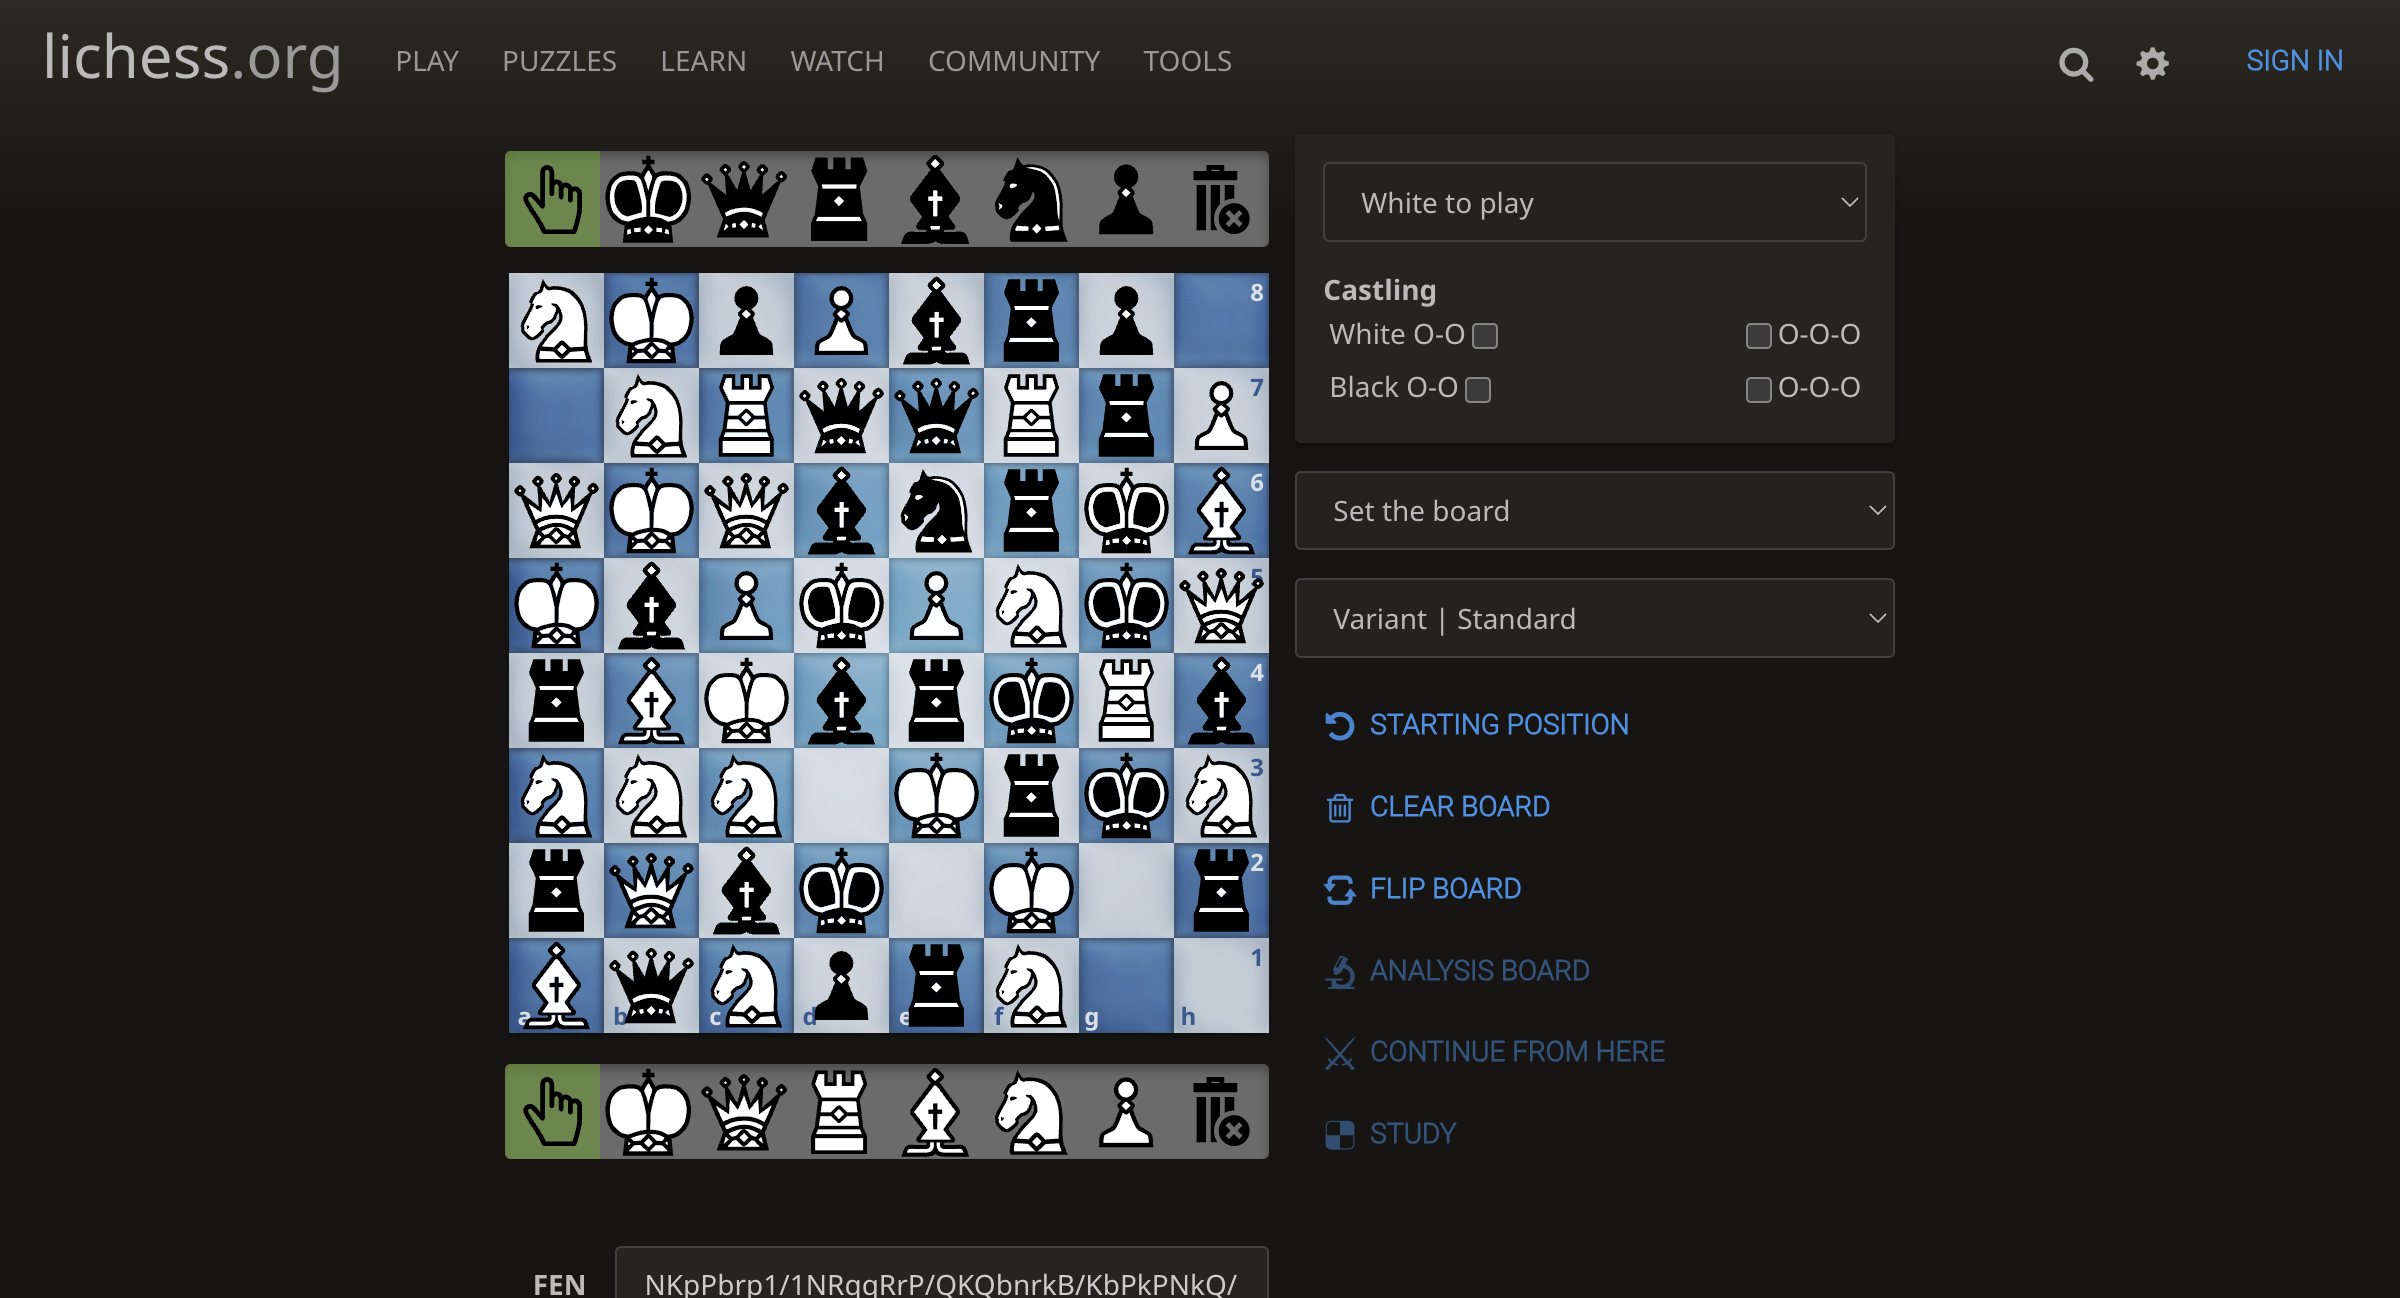 lichess.org PLAY PUZZLES LEARN WATCH COMMUNITY TOOLS SIGN IN
White to play
Castling
White O-O O-O-O
Black O-O O-O-O
Set the board
Variant | Standard
STARTING POSITION
CLEAR BOARD
FLIP BOARD
ANALYSIS BOARD
CONTINUE FROM HERE
STUDY
8
7
6
5
4
3
2
1
a b c d e f g h
FEN NKpPbrp1/1NRqqRrP/QKQbnrkB/KbPkPNkQ/